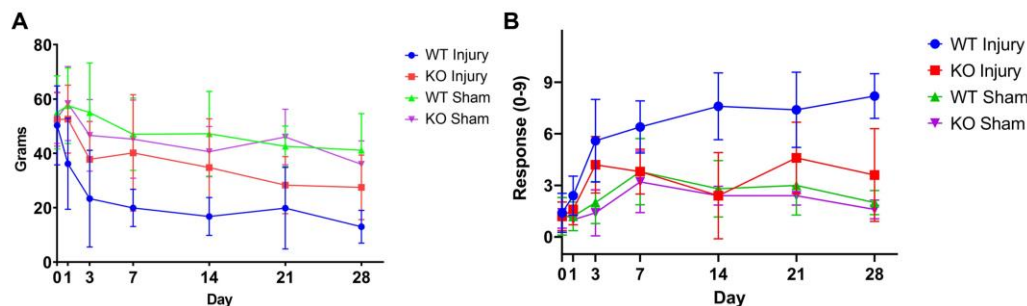 A
Grams
80
60
40
20
0
0 1 3 7 14 21 28
Day
WT Injury
KO Injury
WT Sham
KO Sham
B
Response (0-9)
9
6
3
0
0 1 3 7 14 21 28
Day
WT Injury
KO Injury
WT Sham
KO Sham